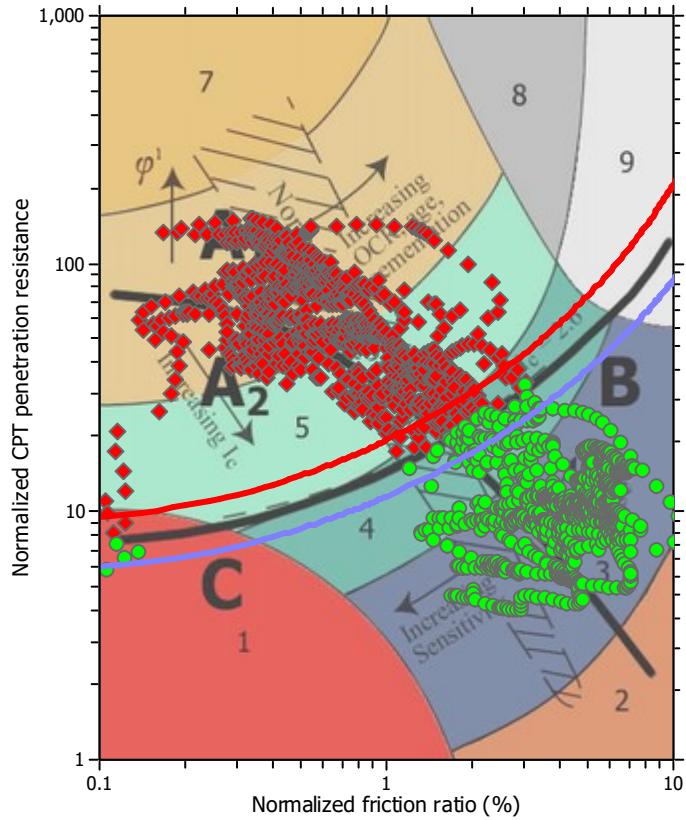 1,000
7
8
9
φ¹
Increasing
OCR, age,
cementation
100
Normalized CPT penetration resistance
A
B
A2
Increasing Ic
5
10
4
3
C
1
Increasing
2
1
0.1
1
10
Normalized friction ratio (%)